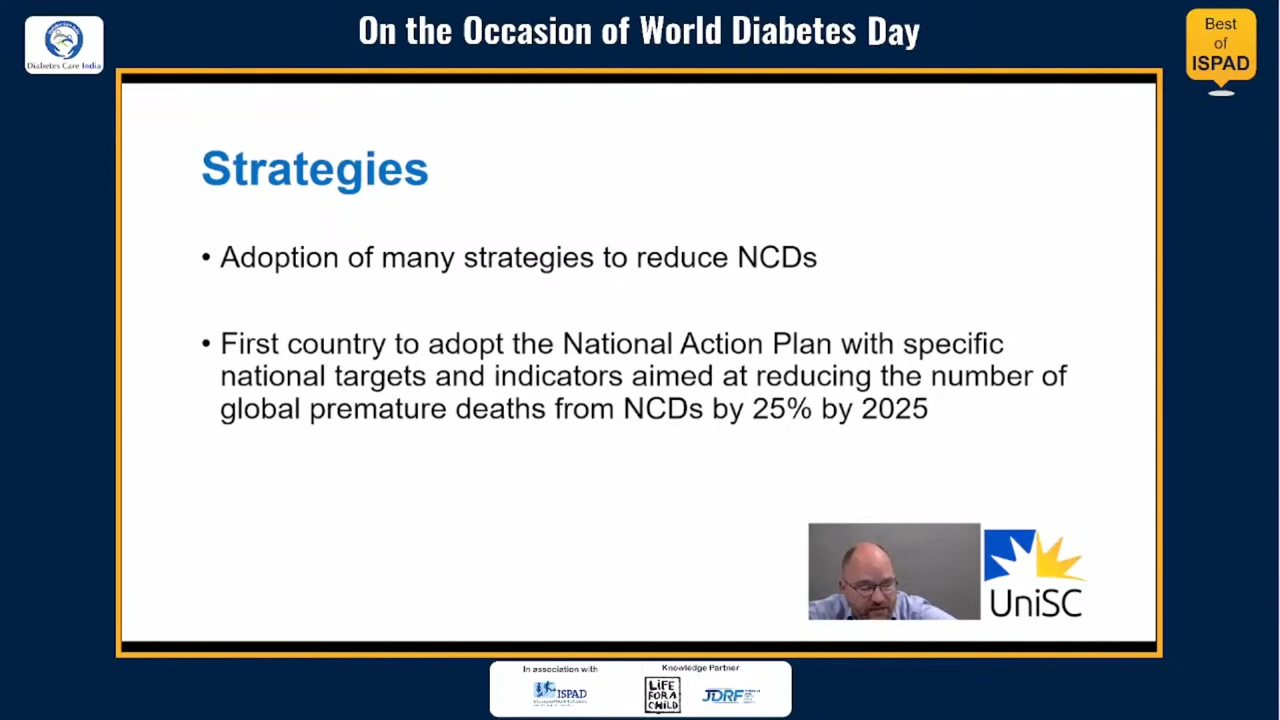 On the Occasion of World Diabetes Day
Diabetes Care India
Best
of
ISPAD
Strategies
• Adoption of many strategies to reduce NCDs
• First country to adopt the National Action Plan with specific
national targets and indicators aimed at reducing the number of
global premature deaths from NCDs by 25% by 2025
UniSC
In association with
Knowledge Partner
ISPAD
LiFE
FOR A
CHiLD
JDRF